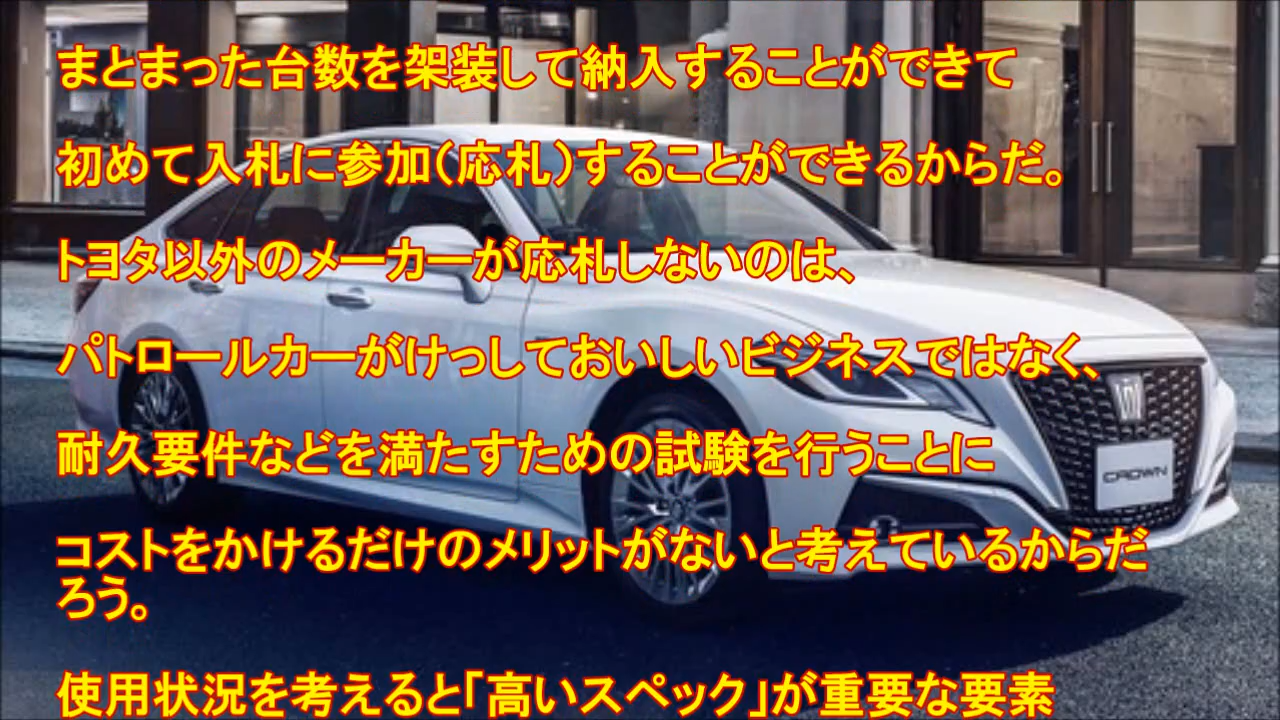 まとまった台数を架装して納入することができて
初めて入札に参加(応札)することができるからだ。
トヨタ以外のメーカーが応札しないのは、
パトロールカーがけっしておいしいビジネスではなく、
耐久要件などを満たすための試験を行うことに
コストをかけるだけのメリットがないと考えているからだ
ろう。
使用状況を考えると「高いスペック」が重要な要素
CROWN